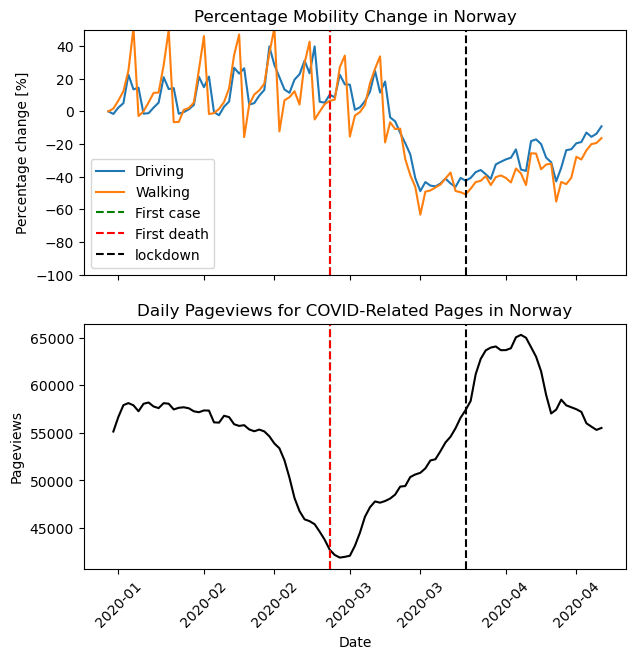 Percentage Mobility Change in Norway
Percentage change [%]
40
20
0
−20
−40
−60
−80
−100
Driving
Walking
First case
First death
lockdown
Daily Pageviews for COVID-Related Pages in Norway
Pageviews
65000
60000
55000
50000
45000
2020-01
2020-02
2020-02
2020-03
2020-03
2020-04
2020-04
Date